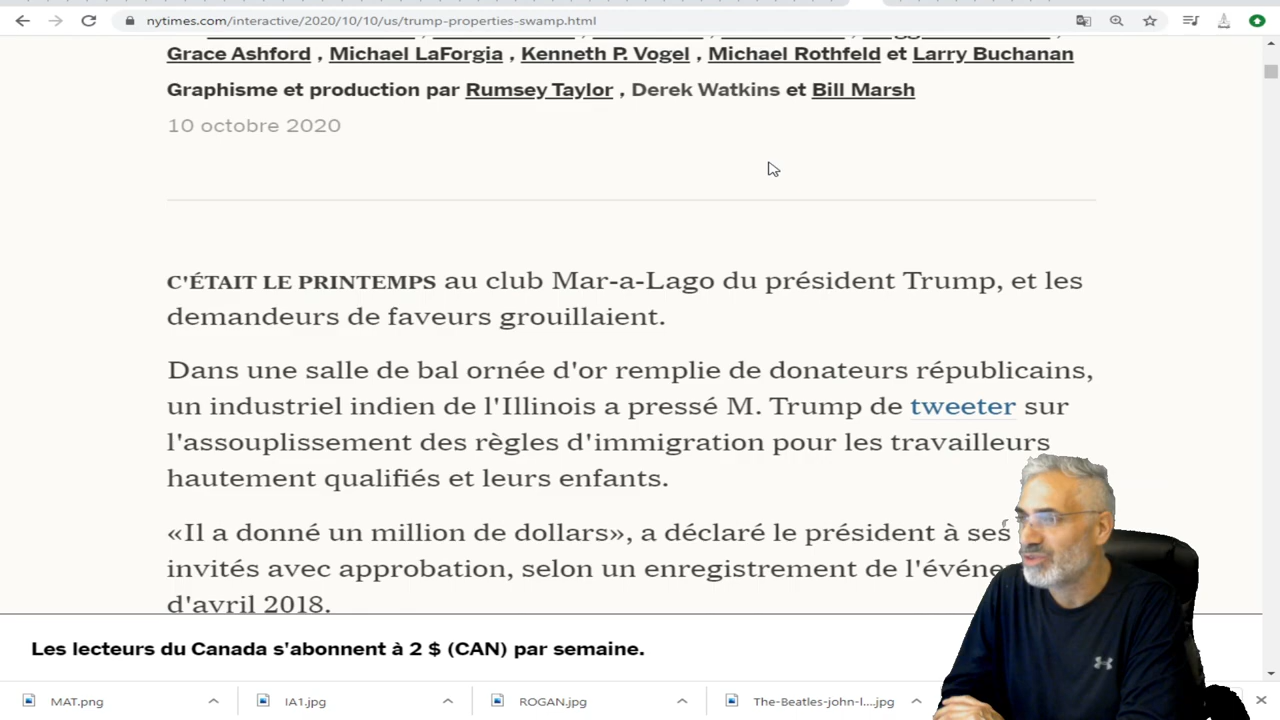 nytimes.com/interactive/2020/10/10/us/trump-properties-swamp.html
Grace Ashford , Michael LaForgia , Kenneth P. Vogel , Michael Rothfeld et Larry Buchanan
Graphisme et production par Rumsey Taylor , Derek Watkins et Bill Marsh
10 octobre 2020
C'ÉTAIT LE PRINTEMPS au club Mar-a-Lago du président Trump, et les
demandeurs de faveurs grouillaient.
Dans une salle de bal ornée d'or remplie de donateurs républicains,
un industriel indien de l'Illinois a pressé M. Trump de tweeter sur
l'assouplissement des règles d'immigration pour les travailleurs
hautement qualifiés et leurs enfants.
«Il a donné un million de dollars», a déclaré le président à ses
invités avec approbation, selon un enregistrement de
d'avril 2018.
Les lecteurs du Canada s'abonnent à 2 $ (CAN) par semaine.
MAT.png
IA1.jpg
ROGAN.jpg
The-Beatles-john-l....jpg